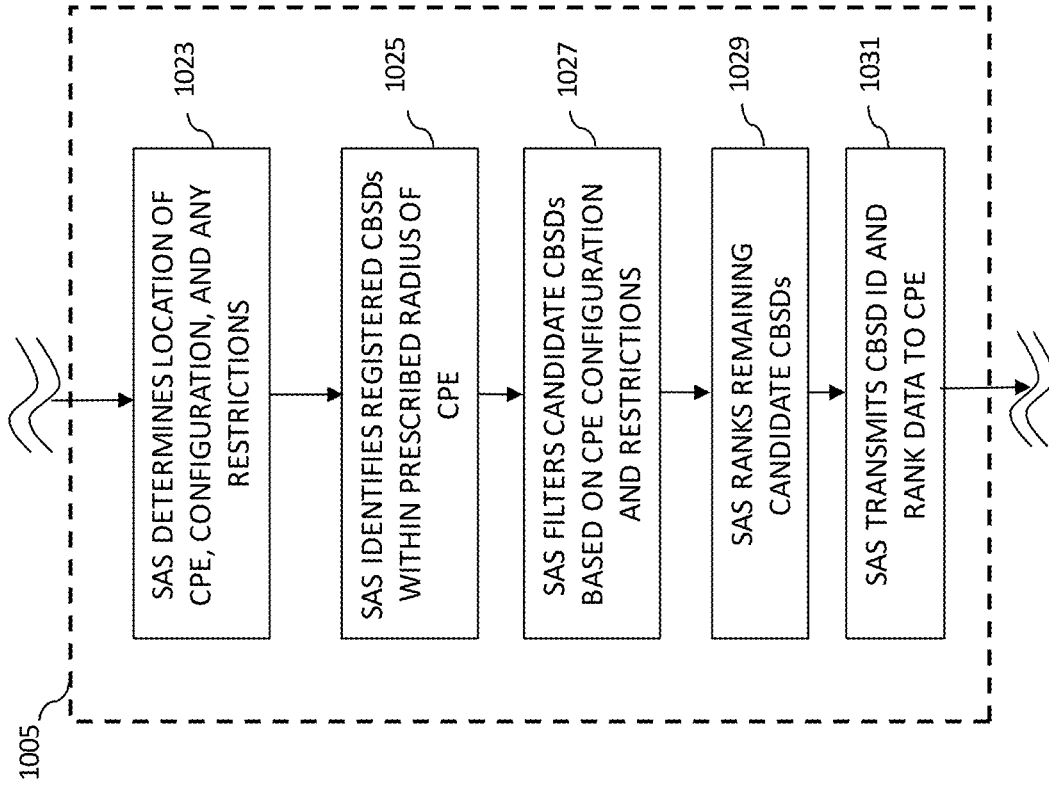 1005
SAS DETERMINES LOCATION OF
CPE, CONFIGURATION, AND ANY
RESTRICTIONS
1023
SAS IDENTIFIES REGISTERED CBSDs
WITHIN PRESCRIBED RADIUS OF
CPE
1025
SAS FILTERS CANDIDATE CBSDs
BASED ON CPE CONFIGURATION
AND RESTRICTIONS
1027
SAS RANKS REMAINING
CANDIDATE CBSDs
1029
SAS TRANSMITS CBSD ID AND
RANK DATA TO CPE
1031